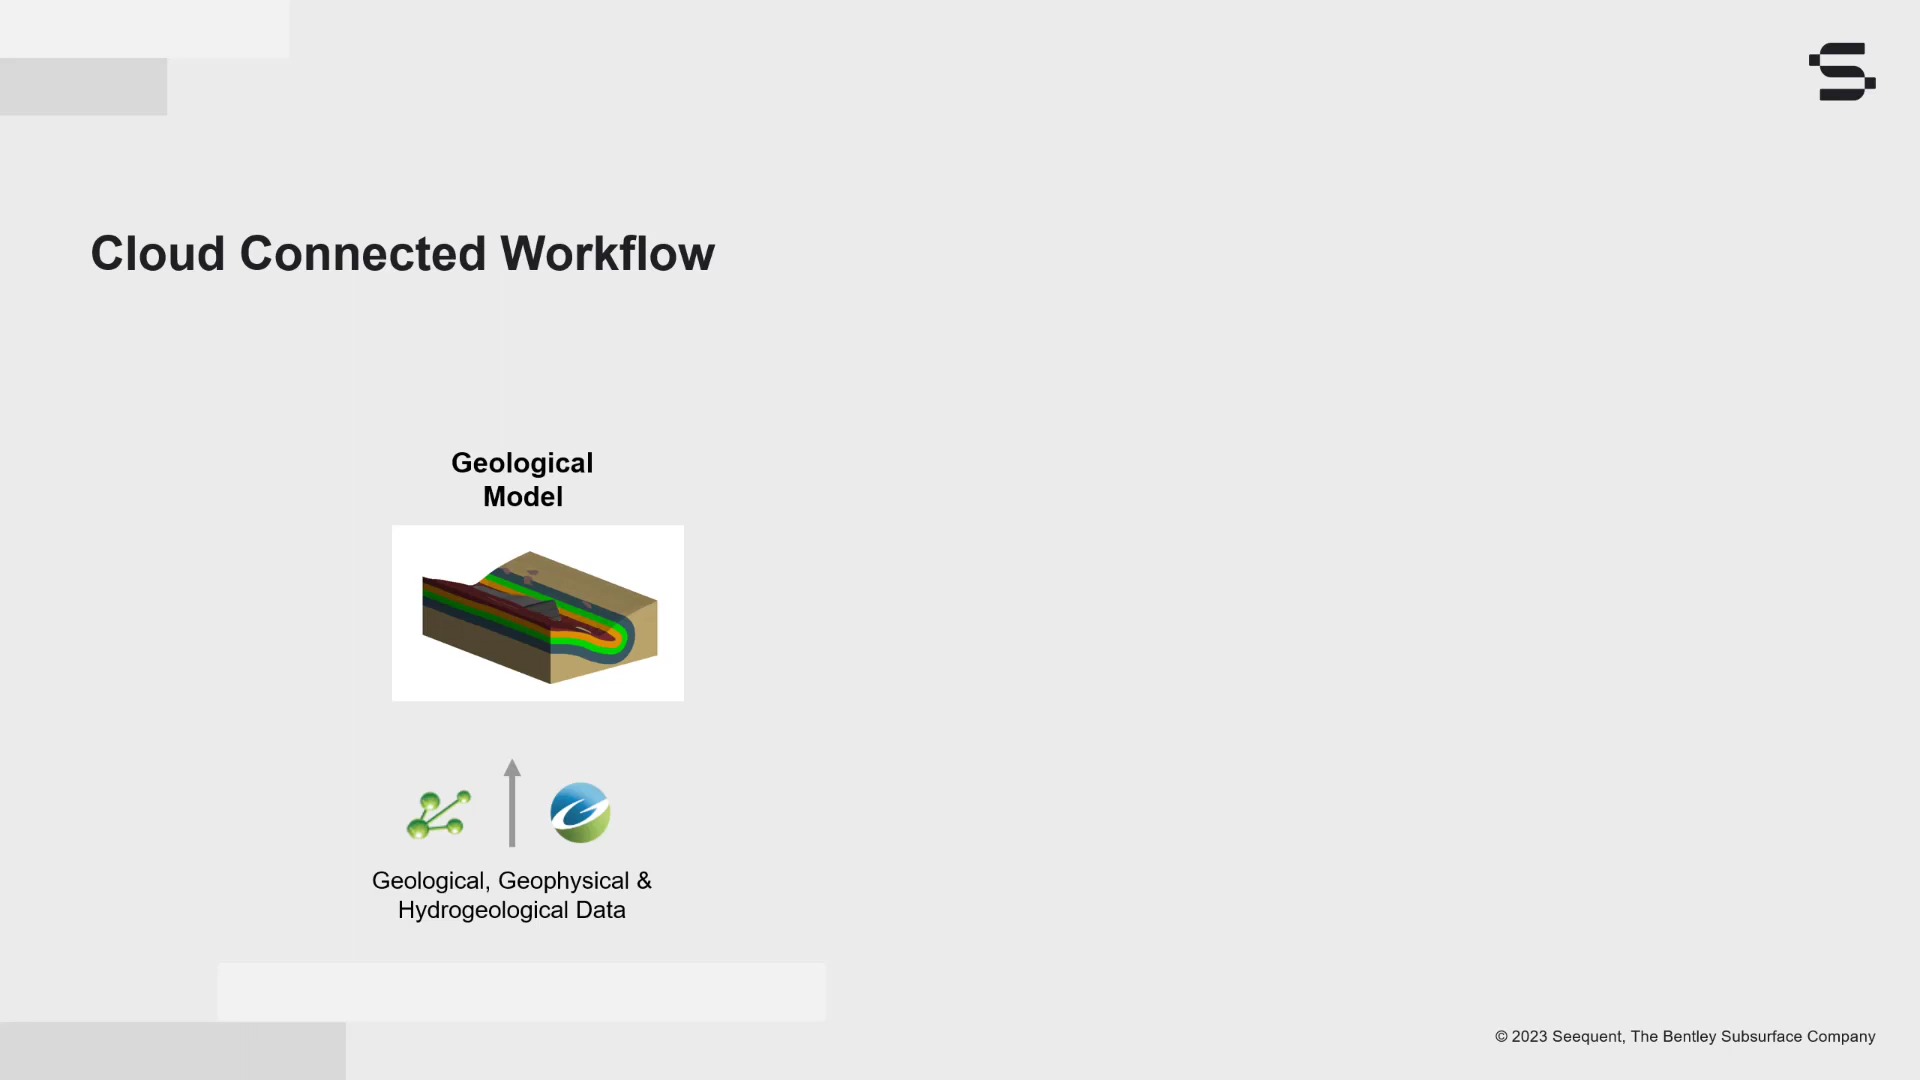 Cloud Connected Workflow
Geological
Model
Geological, Geophysical &
Hydrogeological Data
© 2023 Seequent, The Bentley Subsurface Company